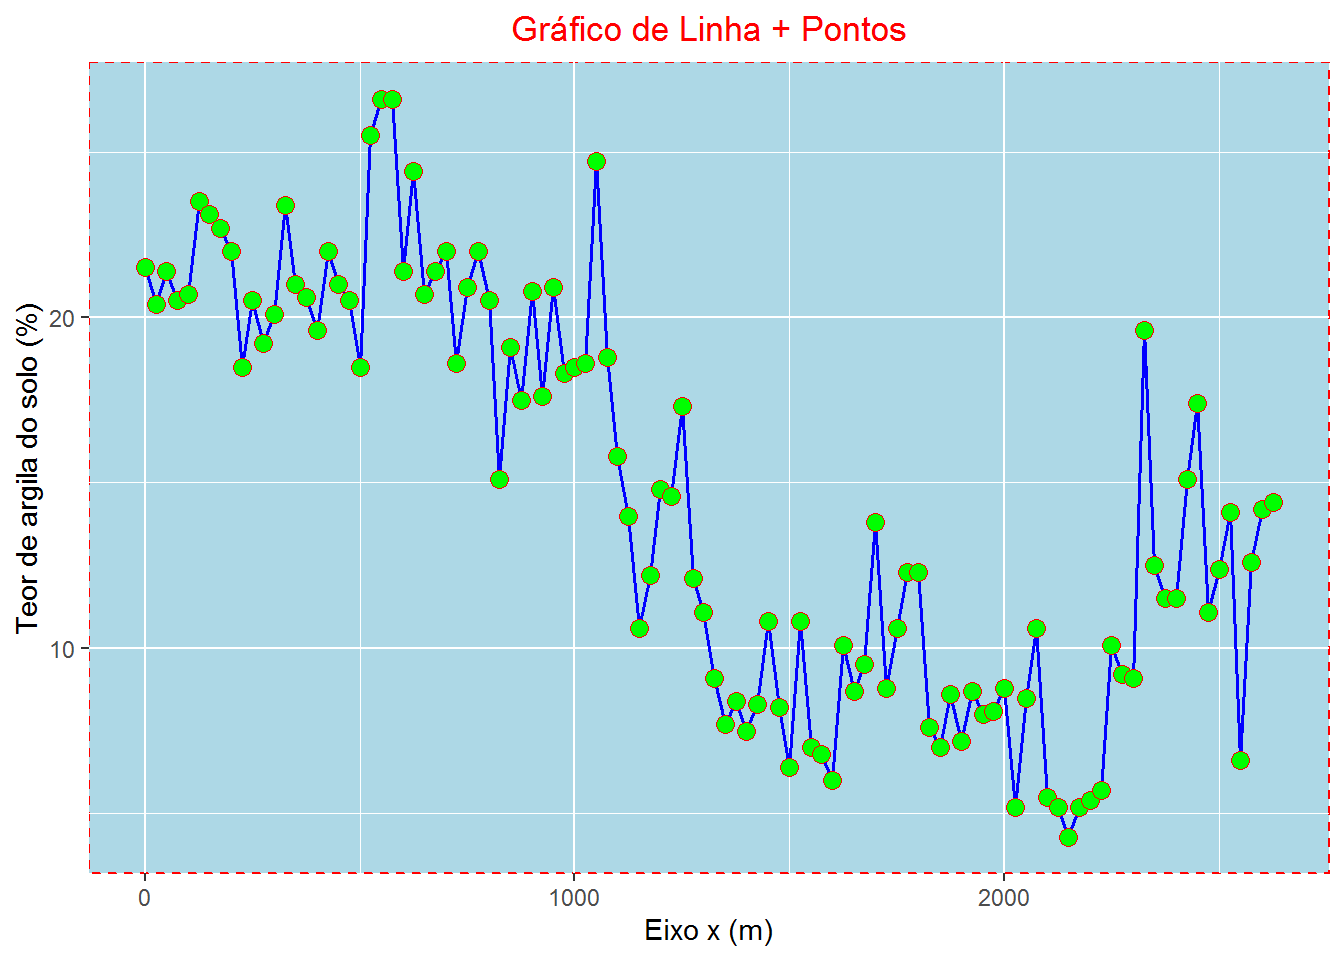 Gráfico de Linha + Pontos
Teor de argila do solo (%)
20
10
0
1000
2000
Eixo x (m)